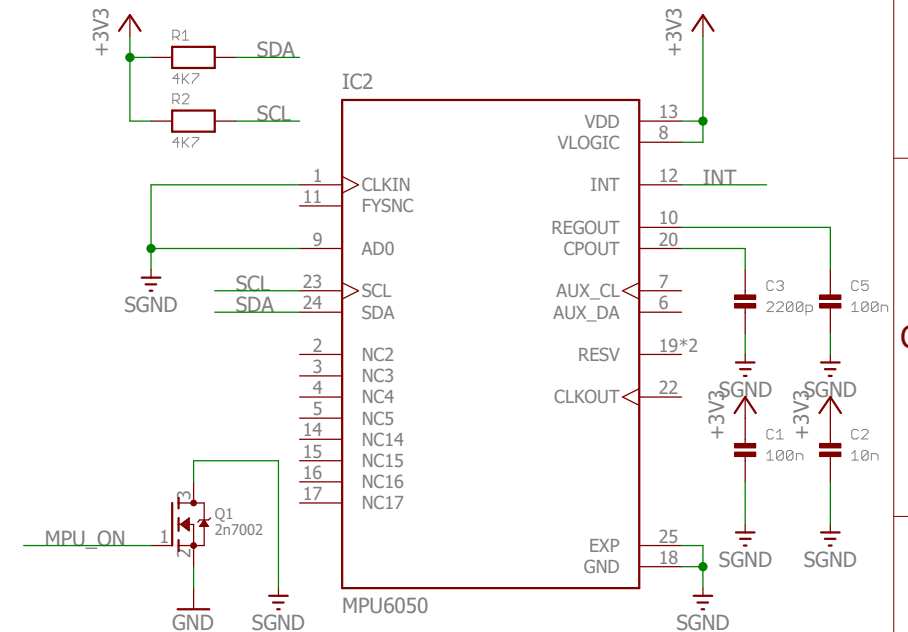 +3V3
R1
SDA
4K7
R2
SCL
4K7
+3V3
IC2
VDD 13
VLOGIC 8
1 CLKIN
11 FYSNC
9 AD0
SCL 23 SCL
SDA 24 SDA
2 NC2
3 NC3
4 NC4
5 NC5
14 NC14
15 NC15
16 NC16
17 NC17
INT 12 INT
REGOUT 10
CPOUT 20
AUX_CL 7
AUX_DA 6
RESV 19*2
CLKOUT 22
EXP 25
GND 18
MPU6050
SGND
SGND
C3
2200p
C5
100n
SGND
SGND
+3V3
+3V3
C1
100n
C2
10n
SGND
SGND
MPU_ON
1
3
2
Q1
2n7002
GND
SGND